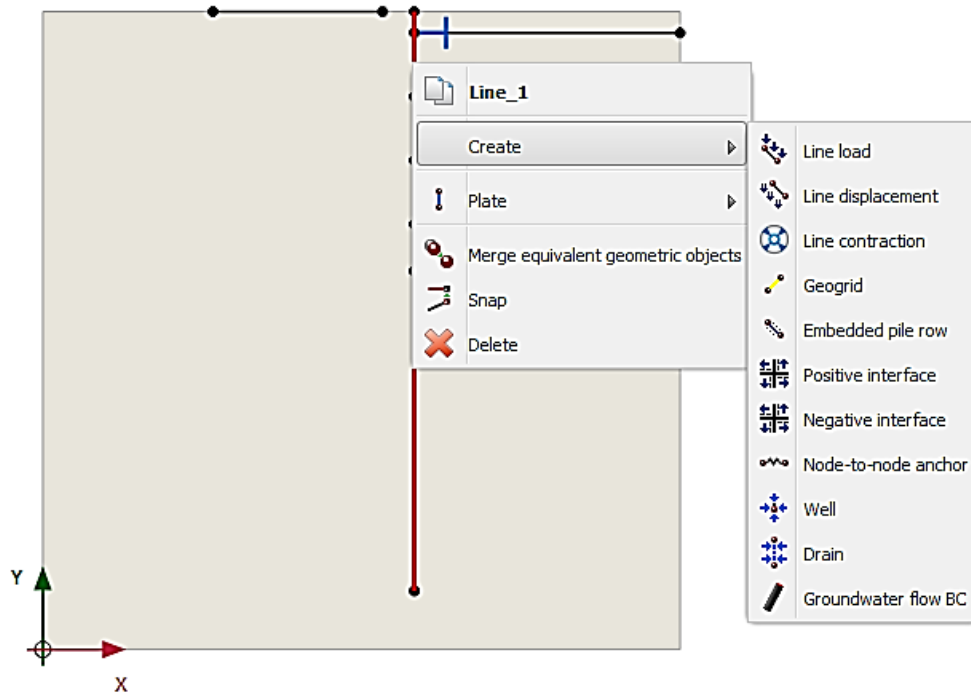 Line_1
Create
Plate
Merge equivalent geometric objects
Snap
Delete
Line load
Line displacement
Line contraction
Geogrid
Embedded pile row
Positive interface
Negative interface
Node-to-node anchor
Well
Drain
Groundwater flow BC
Y
X